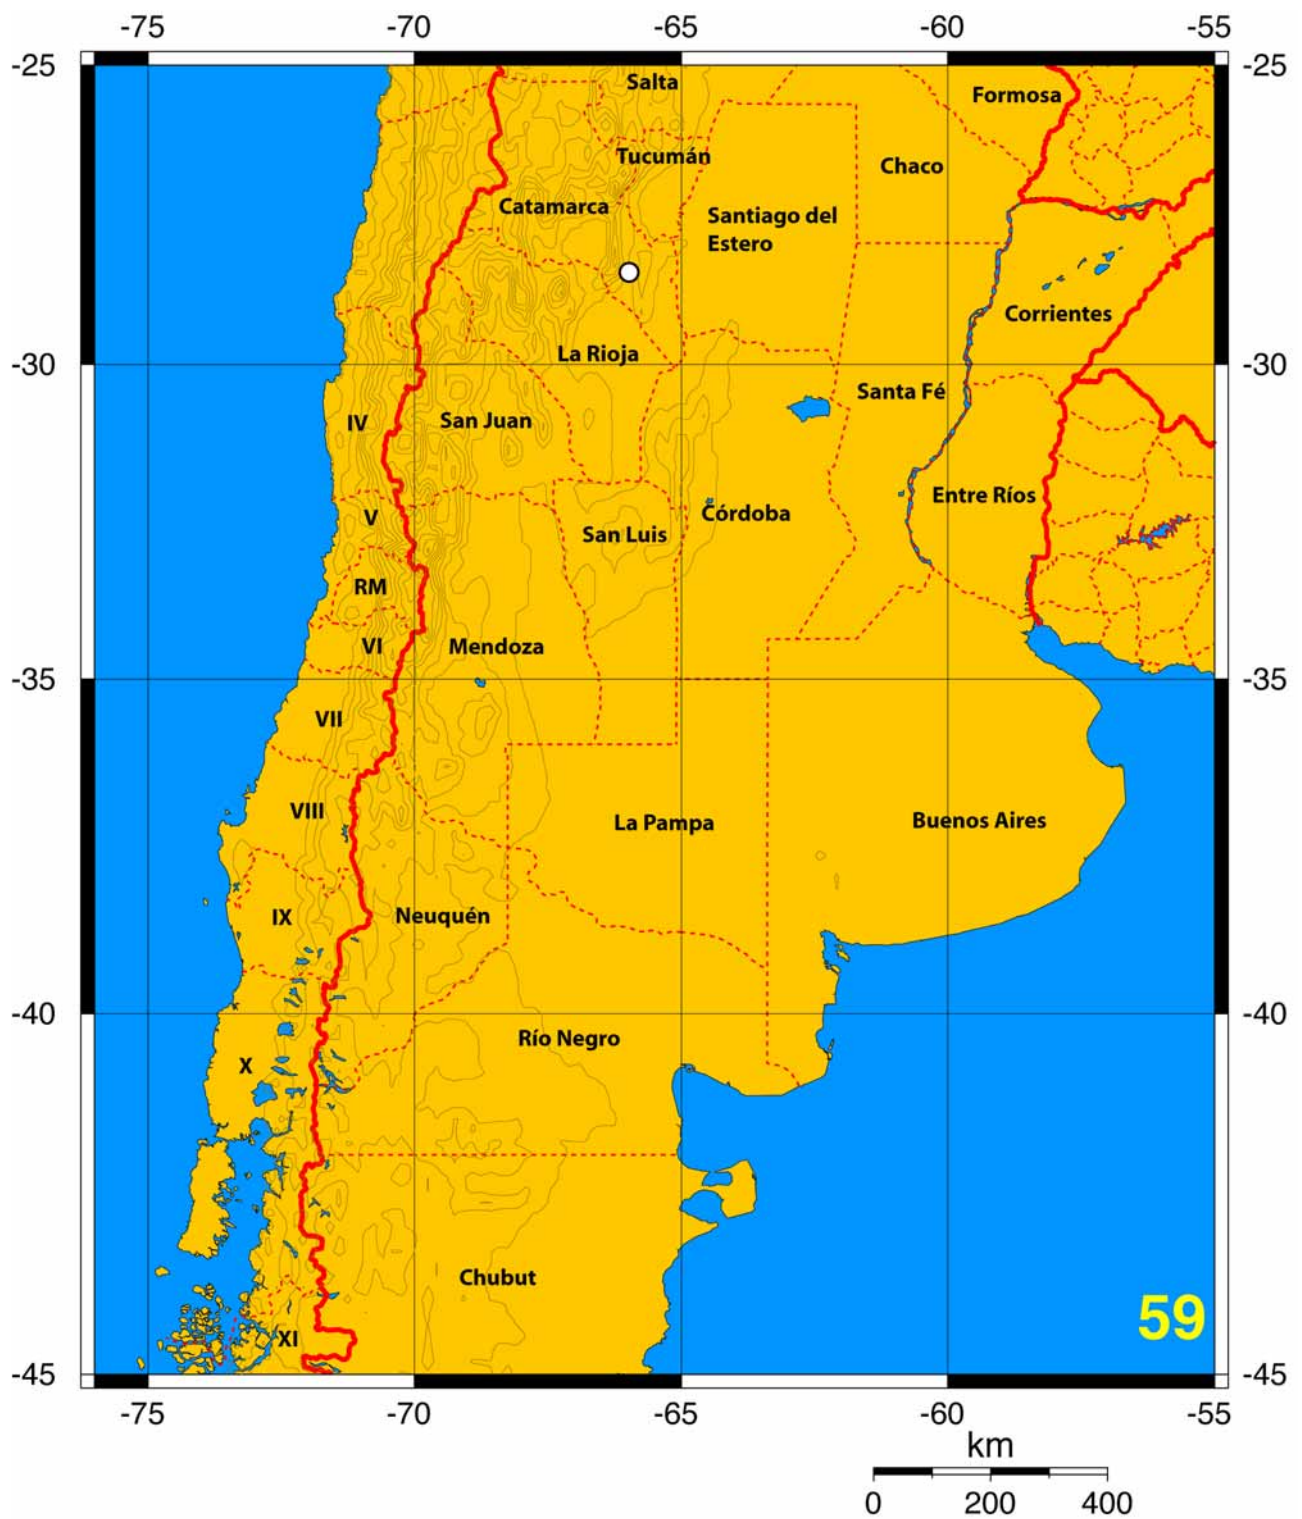 -75 -70 -65 -60 -55
-25 -25
Salta
Formosa
Tucumán
Chaco
Catamarca
Santiago del
Estero
Corrientes
La Rioja
-30 -30
Santa Fé
IV San Juan
Entre Ríos
V San Luis Córdoba
RM
VI Mendoza
-35 -35
VII
VIII La Pampa Buenos Aires
IX Neuquén
-40 -40
Río Negro
X
Chubut
59
XI
-45 -45
-75 -70 -65 -60 -55
km
0 200 400